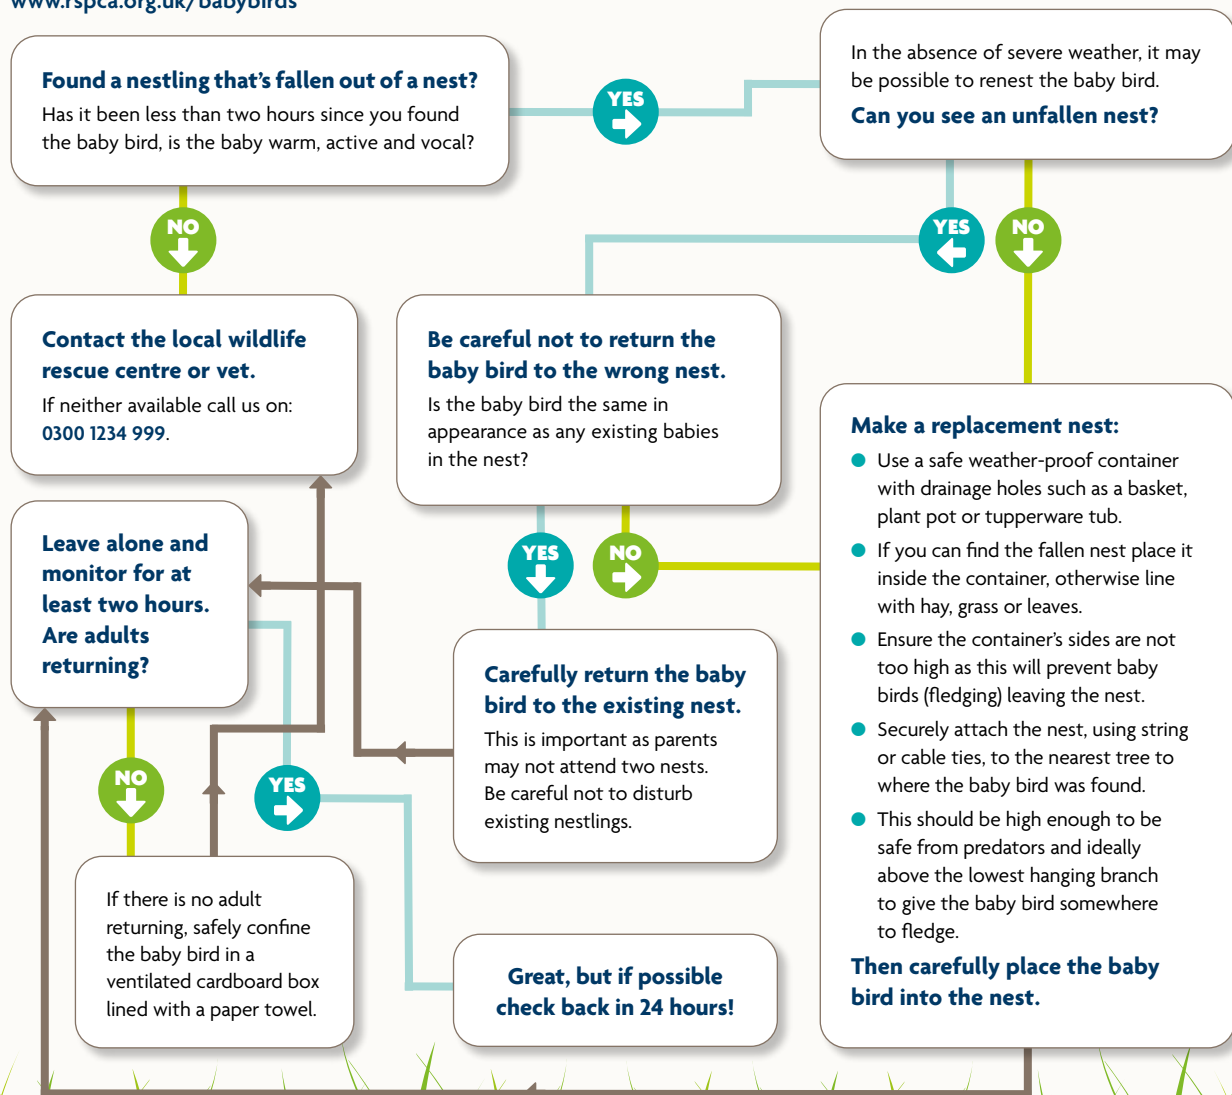 www.rspca.org.uk/babybirds
Found a nestling that's fallen out of a nest?
Has it been less than two hours since you found
the baby bird, is the baby warm, active and vocal?
YES
In the absence of severe weather, it may
be possible to renest the baby bird.
Can you see an unfallen nest?
NO
YES
NO
Contact the local wildlife
rescue centre or vet.
If neither available call us on:
0300 1234 999.
Be careful not to return the
baby bird to the wrong nest.
Is the baby bird the same in
appearance as any existing babies
in the nest?
YES
NO
Make a replacement nest:
● Use a safe weather-proof container
with drainage holes such as a basket,
plant pot or tupperware tub.
● If you can find the fallen nest place it
inside the container, otherwise line
with hay, grass or leaves.
● Ensure the container's sides are not
too high as this will prevent baby
birds (fledging) leaving the nest.
● Securely attach the nest, using string
or cable ties, to the nearest tree to
where the baby bird was found.
● This should be high enough to be
safe from predators and ideally
above the lowest hanging branch
to give the baby bird somewhere
to fledge.
Then carefully place the baby
bird into the nest.
Leave alone and
monitor for at
least two hours.
Are adults
returning?
Carefully return the baby
bird to the existing nest.
This is important as parents
may not attend two nests.
Be careful not to disturb
existing nestlings.
NO
YES
If there is no adult
returning, safely confine
the baby bird in a
ventilated cardboard box
lined with a paper towel.
Great, but if possible
check back in 24 hours!